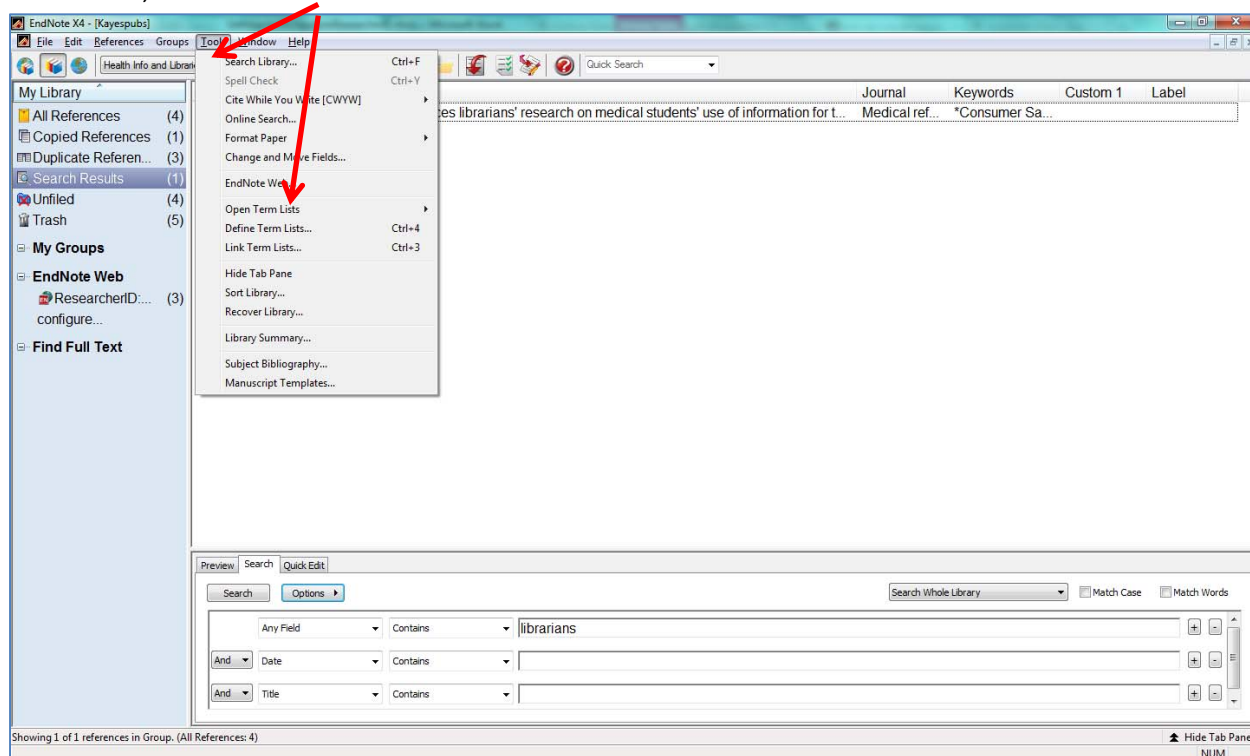 EndNote X4 - [Kayespubs]
File Edit References Groups Tools Window Help
Health Info and Librari
Quick Search
My Library
All References (4)
Copied References (1)
Duplicate Referen... (3)
Search Results (1)
Unfiled (4)
Trash (5)
My Groups
EndNote Web
ResearcherID:... (3)
configure...
Find Full Text
Search Library... Ctrl+F
Spell Check Ctrl+Y
Cite While You Write [CWYW]
Online Search...
Format Paper
Change and Move Fields...
EndNote Web...
Open Term Lists
Define Term Lists... Ctrl+4
Link Term Lists... Ctrl+3
Hide Tab Pane
Sort Library...
Recover Library...
Library Summary...
Subject Bibliography...
Manuscript Templates...
Journal Keywords Custom 1 Label
ces librarians' research on medical students' use of information for t... Medical ref... *Consumer Sa...
Preview Search Quick Edit
Search Options Search Whole Library Match Case Match Words
Any Field Contains librarians + -
And Date Contains + -
And Title Contains + -
Showing 1 of 1 references in Group. (All References: 4) Hide Tab Pane
NUM